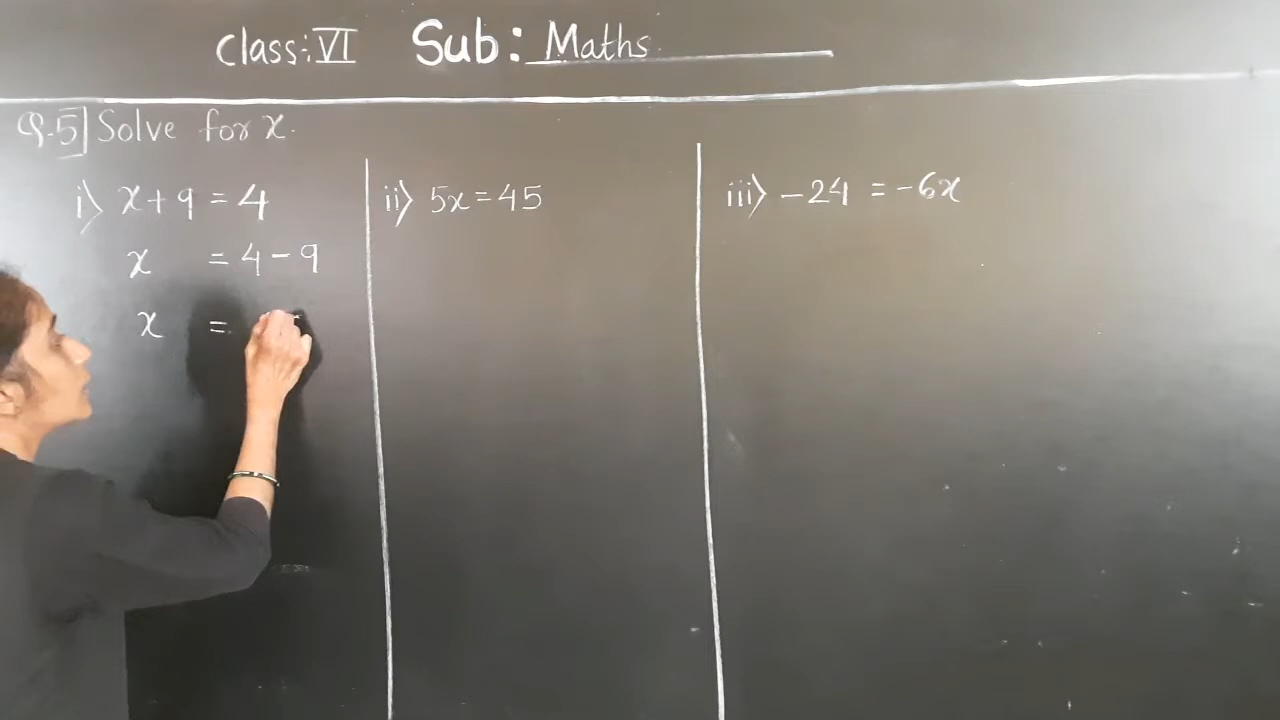 Class: VI Sub: Maths
Q.5] Solve for x.
i) x + 9 = 4
x = 4 - 9
x =
ii) 5x = 45
iii) -24 = -6x